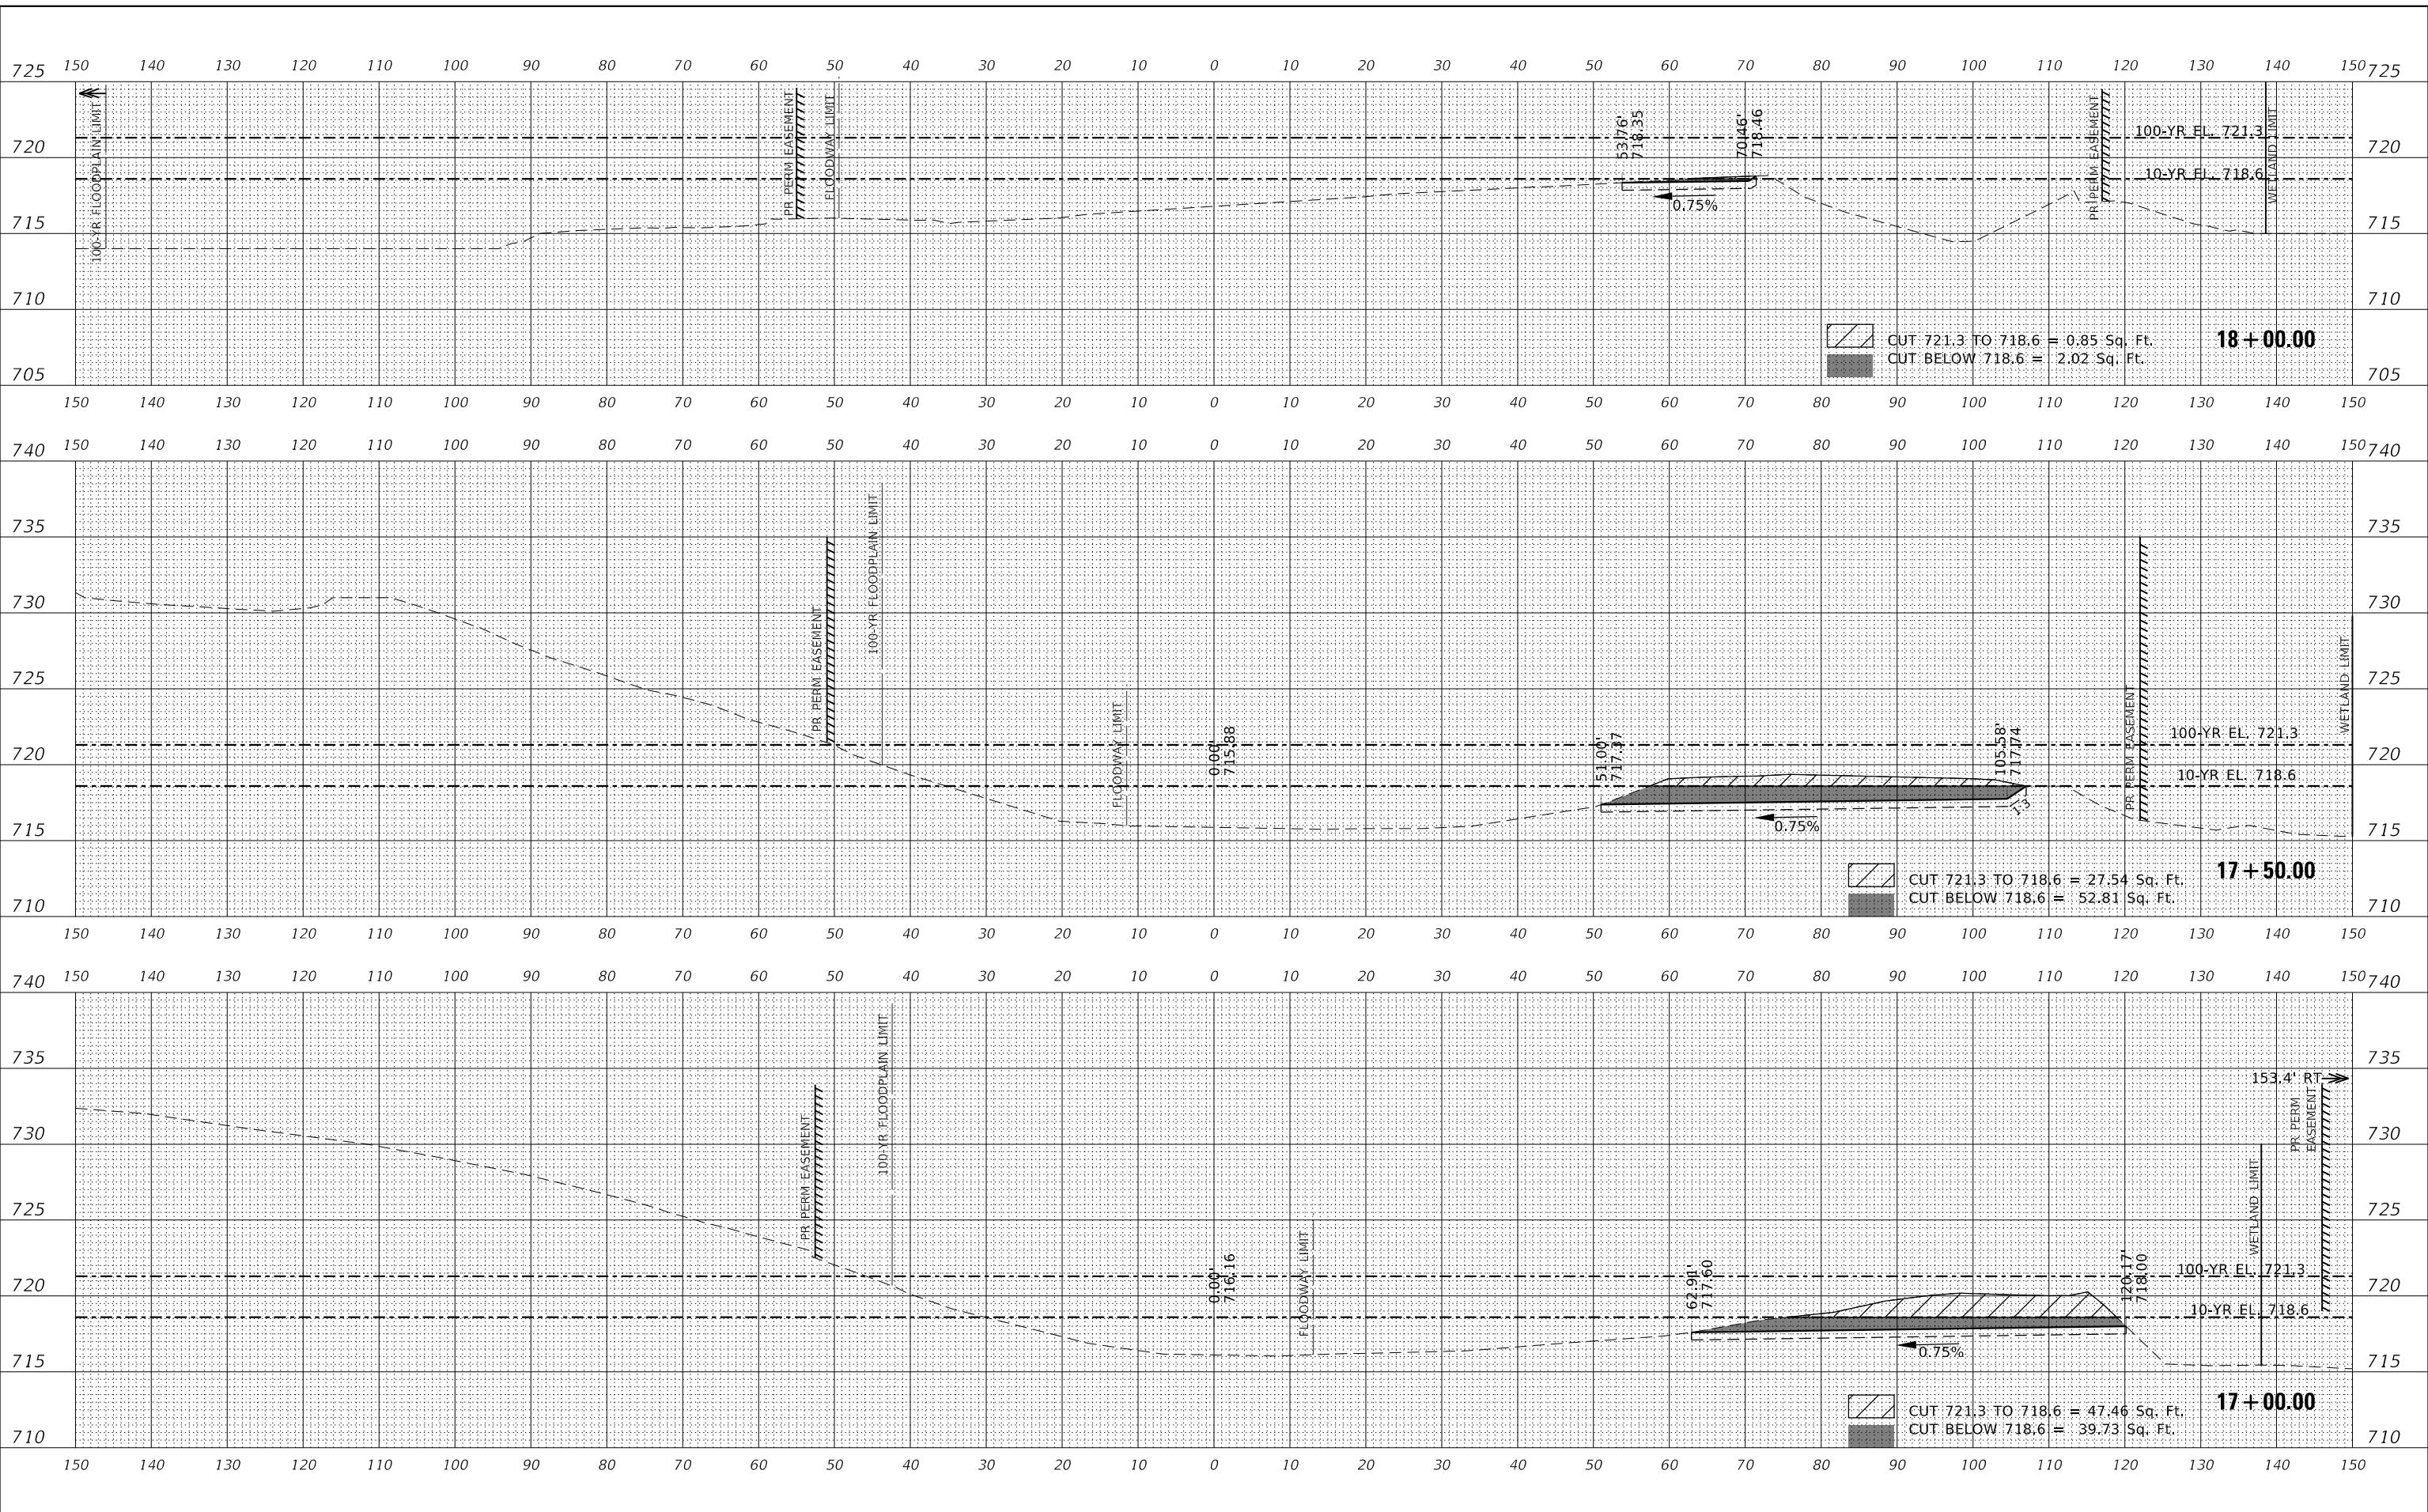 150 140 130 120 110 100 90 80 70 60 50 40 30 20 10 0 10 20 30 40 50 60 70 80 90 100 110 120 130 140 150
725 725
720 720
715 715
710 710
705 705
100-YR FLOODPLAIN LIMIT
PR PERM EASEMENT
FLOODWAY LIMIT
53.76'
718.35
70.46'
718.46
0.75%
PR PERM EASEMENT
100-YR EL. 721.3
10-YR EL. 718.6
WETLAND LIMIT
CUT 721.3 TO 718.6 = 0.85 Sq. Ft.
CUT BELOW 718.6 = 2.02 Sq. Ft.
18+00.00
150 140 130 120 110 100 90 80 70 60 50 40 30 20 10 0 10 20 30 40 50 60 70 80 90 100 110 120 130 140 150
150 140 130 120 110 100 90 80 70 60 50 40 30 20 10 0 10 20 30 40 50 60 70 80 90 100 110 120 130 140 150
740 740
735 735
730 730
725 725
720 720
715 715
710 710
PR PERM EASEMENT
100-YR FLOODPLAIN LIMIT
FLOODWAY LIMIT
0.00'
715.88
51.00'
717.37
105.58'
717.74
1:3
0.75%
PR PERM EASEMENT
100-YR EL. 721.3
10-YR EL. 718.6
WETLAND LIMIT
CUT 721.3 TO 718.6 = 27.54 Sq. Ft.
CUT BELOW 718.6 = 52.81 Sq. Ft.
17+50.00
150 140 130 120 110 100 90 80 70 60 50 40 30 20 10 0 10 20 30 40 50 60 70 80 90 100 110 120 130 140 150
150 140 130 120 110 100 90 80 70 60 50 40 30 20 10 0 10 20 30 40 50 60 70 80 90 100 110 120 130 140 150
740 740
735 735
730 730
725 725
720 720
715 715
710 710
PR PERM EASEMENT
100-YR FLOODPLAIN LIMIT
0.00'
716.16
FLOODWAY LIMIT
62.91'
717.60
120.17'
718.00
0.75%
153.4' RT
PR PERM
EASEMENT
WETLAND LIMIT
100-YR EL. 721.3
10-YR EL. 718.6
CUT 721.3 TO 718.6 = 47.46 Sq. Ft.
CUT BELOW 718.6 = 39.73 Sq. Ft.
17+00.00
150 140 130 120 110 100 90 80 70 60 50 40 30 20 10 0 10 20 30 40 50 60 70 80 90 100 110 120 130 140 150